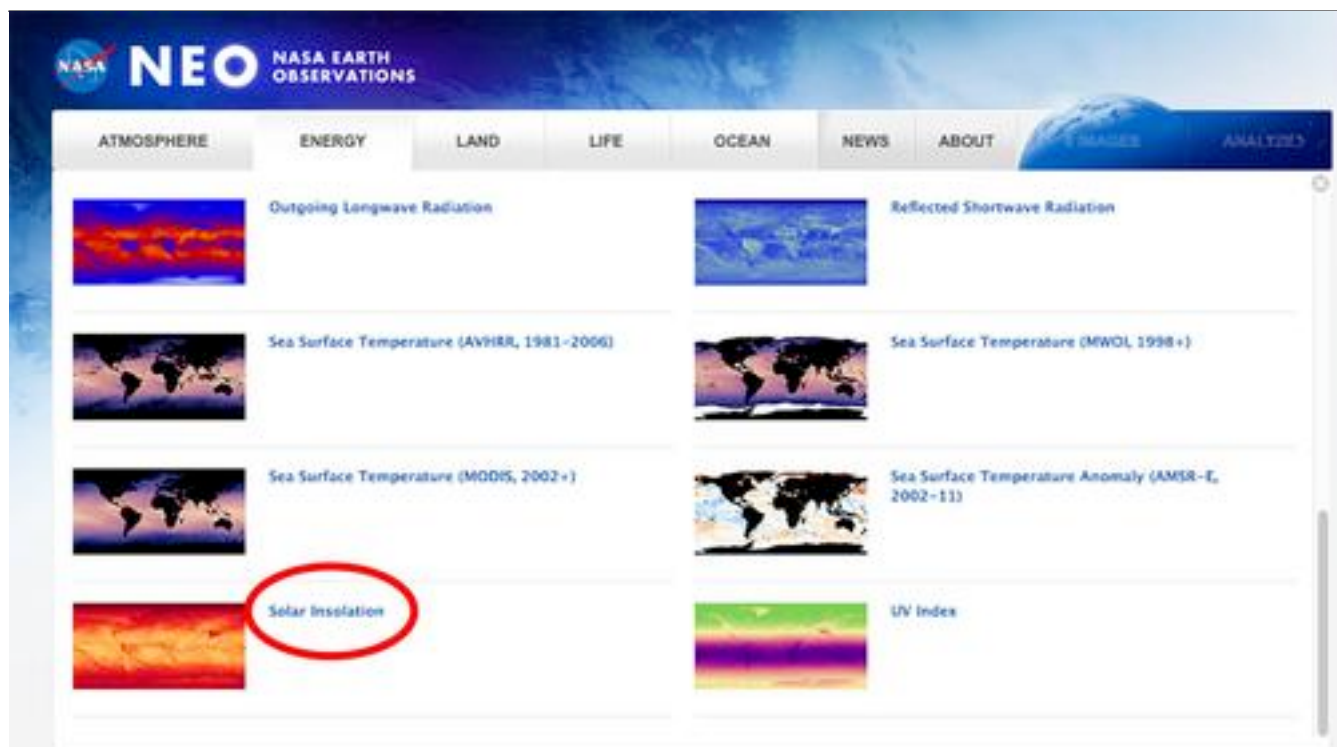 NASA NEO NASA EARTH
OBSERVATIONS
ATMOSPHERE ENERGY LAND LIFE OCEAN NEWS ABOUT
Outgoing Longwave Radiation
Reflected Shortwave Radiation
Sea Surface Temperature (AVHRR, 1981-2006)
Sea Surface Temperature (MWOI, 1998+)
Sea Surface Temperature (MODIS, 2002+)
Sea Surface Temperature Anomaly (AMSR-E,
2002-11)
Solar Insolation
UV Index